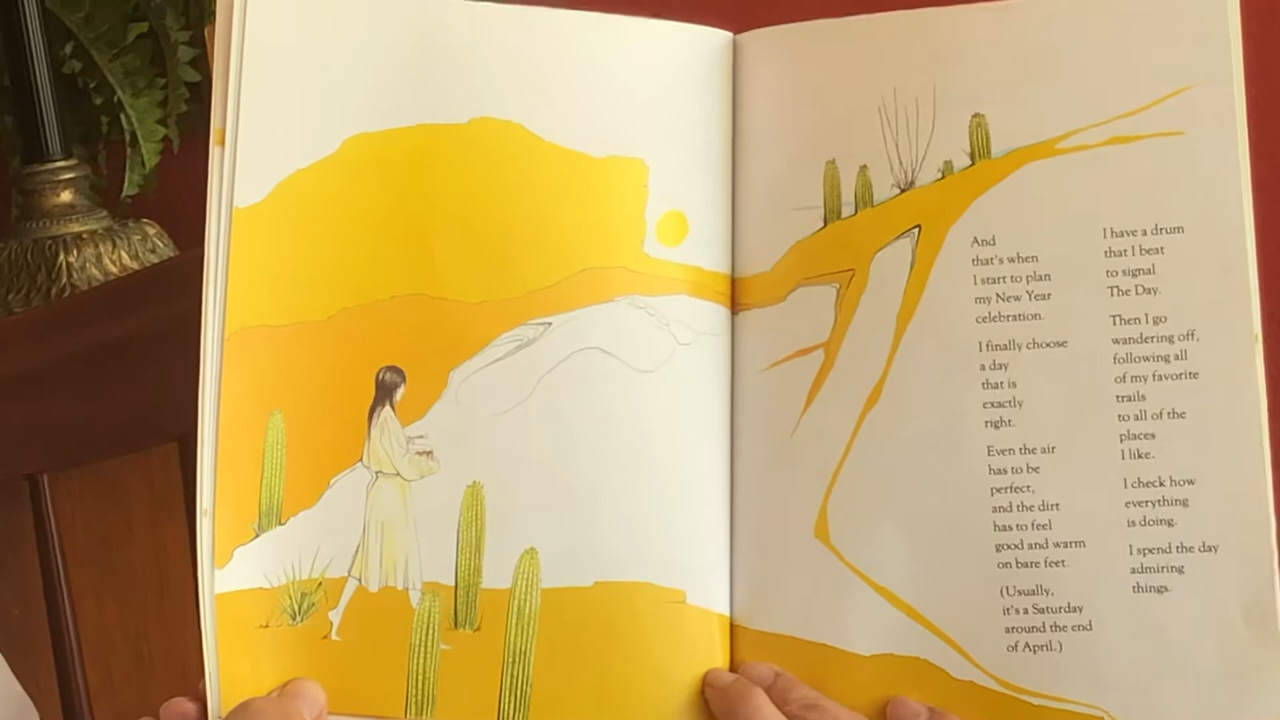 And
that's when
I start to plan
my New Year
celebration.
I finally choose
a day
that is
exactly
right.
Even the air
has to be
perfect,
and the dirt
has to feel
good and warm
on bare feet.
(Usually,
it's a Saturday
around the end
of April.)
I have a drum
that I beat
to signal
The Day.
Then I go
wandering off,
following all
of my favorite
trails
to all of the
places
I like.
I check how
everything
is doing.
I spend the day
admiring
things.